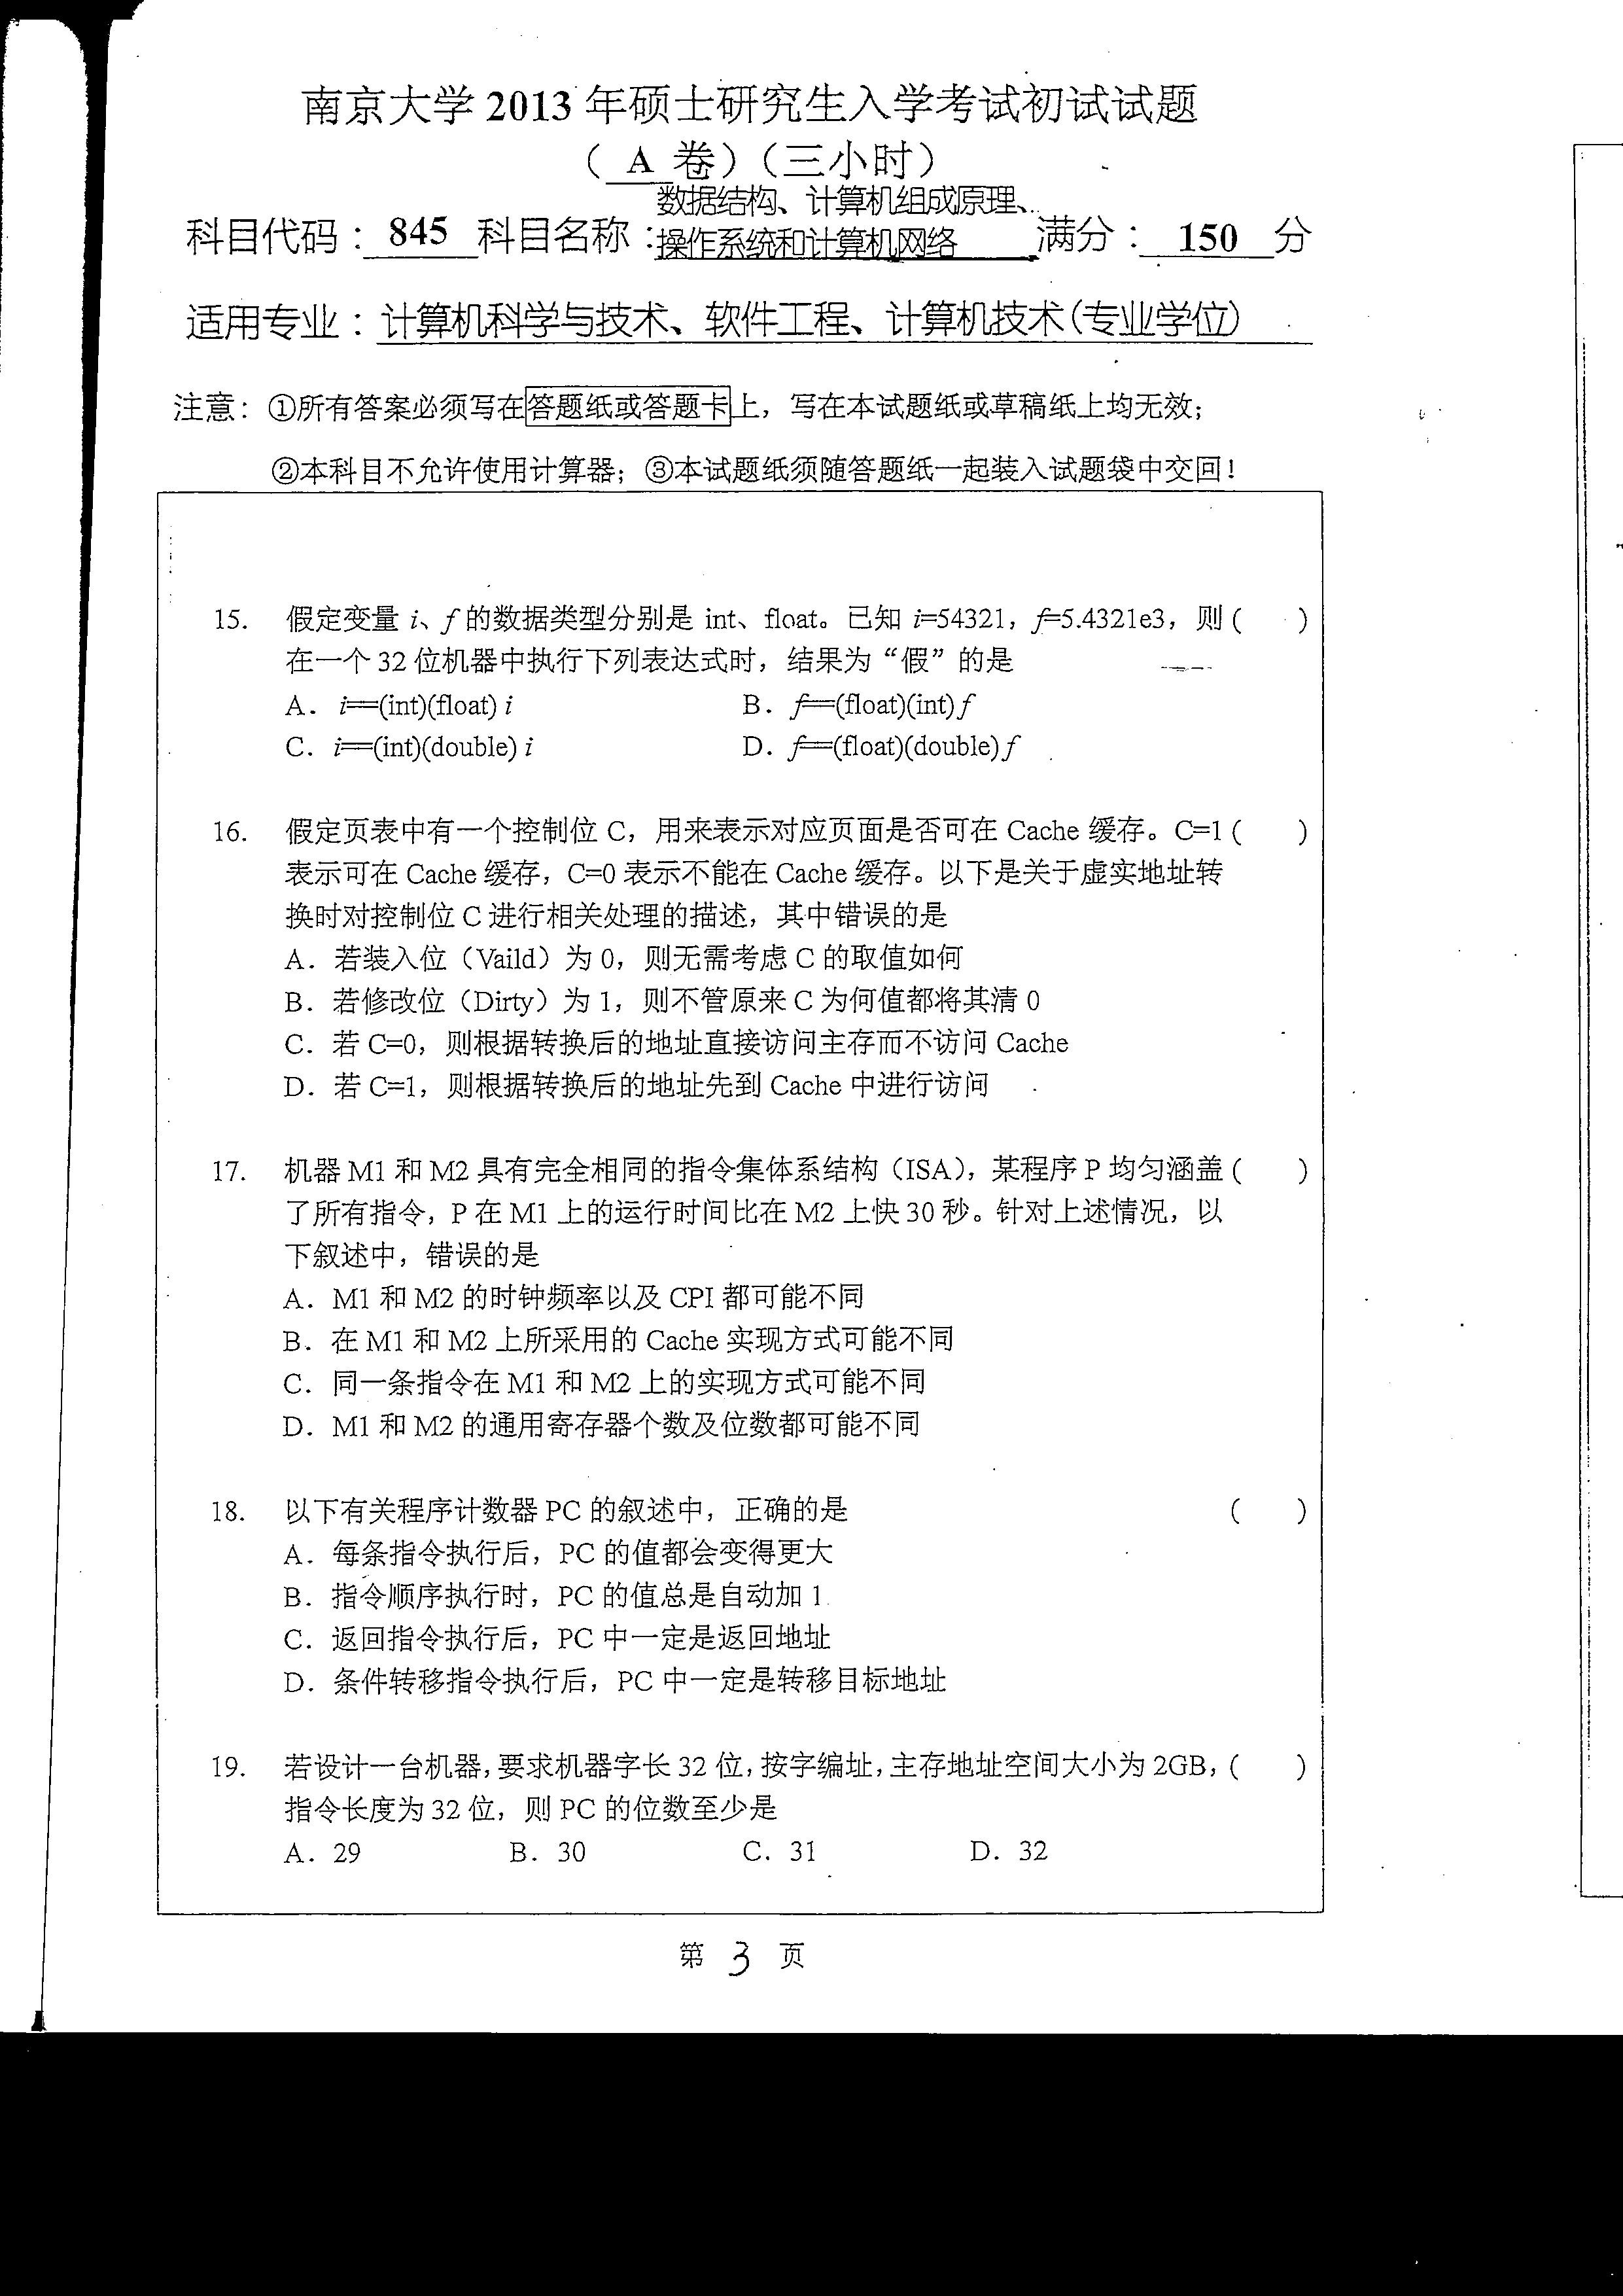 南京大学 2013 年硕士研究生入学考试初试试题
（ A 卷）（三小时）
数据结构、计算机组成原理、
科目代码： 845 科目名称：操作系统和计算机网络 满分： 150 分
适用专业：计算机科学与技术、软件工程、计算机技术（专业学位）
注意：①所有答案必须写在答题纸或答题卡上，写在本试题纸或草稿纸上均无效；
②本科目不允许使用计算器；③本试题纸须随答题纸一起装入试题袋中交回！
15. 假定变量 i、f 的数据类型分别是 int、float。已知 i=54321，f=5.4321e3，则 ( )
在一个 32 位机器中执行下列表达式时，结果为“假”的是
A．i==(int)(float) i B．f==(float)(int) f
C．i==(int)(double) i D．f==(float)(double) f
16. 假定页表中有一个控制位 C，用来表示对应页面是否可在 Cache 缓存。C=1 ( )
表示可在 Cache 缓存，C=0 表示不能在 Cache 缓存。以下是关于虚实地址转
换时对控制位 C 进行相关处理的描述，其中错误的是
A．若装入位（Vaild）为 0，则无需考虑 C 的取值如何
B．若修改位（Dirty）为 1，则不管原来 C 为何值都将其清 0
C．若 C=0，则根据转换后的地址直接访问主存而不访问 Cache
D．若 C=1，则根据转换后的地址先到 Cache 中进行访问
17. 机器 M1 和 M2 具有完全相同的指令集体系结构（ISA），某程序 P 均匀涵盖 ( )
了所有指令，P 在 M1 上的运行时间比在 M2 上快 30 秒。针对上述情况，以
下叙述中，错误的是
A．M1 和 M2 的时钟频率以及 CPI 都可能不同
B．在 M1 和 M2 上所采用的 Cache 实现方式可能不同
C．同一条指令在 M1 和 M2 上的实现方式可能不同
D．M1 和 M2 的通用寄存器个数及位数都可能不同
18. 以下有关程序计数器 PC 的叙述中，正确的是 ( )
A．每条指令执行后，PC 的值都会变得更大
B．指令顺序执行时，PC 的值总是自动加 1
C．返回指令执行后，PC 中一定是返回地址
D．条件转移指令执行后，PC 中一定是转移目标地址
19. 若设计一台机器，要求机器字长 32 位，按字编址，主存地址空间大小为 2GB， ( )
指令长度为 32 位，则 PC 的位数至少是
A．29 B．30 C．31 D．32
第 3 页